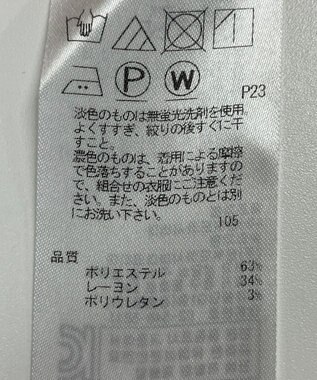 P W
P23
淡色のものは無蛍光洗剤を使用
よくすすぎ、絞りの後すぐに干
すこと。
濃色のものは、着用による摩擦
で色落ちすることがありますの
で、組合せの衣服にご注意くだ
さい。また、淡色のものとは別
にお洗い下さい。
105
品質
ポリエステル 63%
レーヨン 34%
ポリウレタン 3%